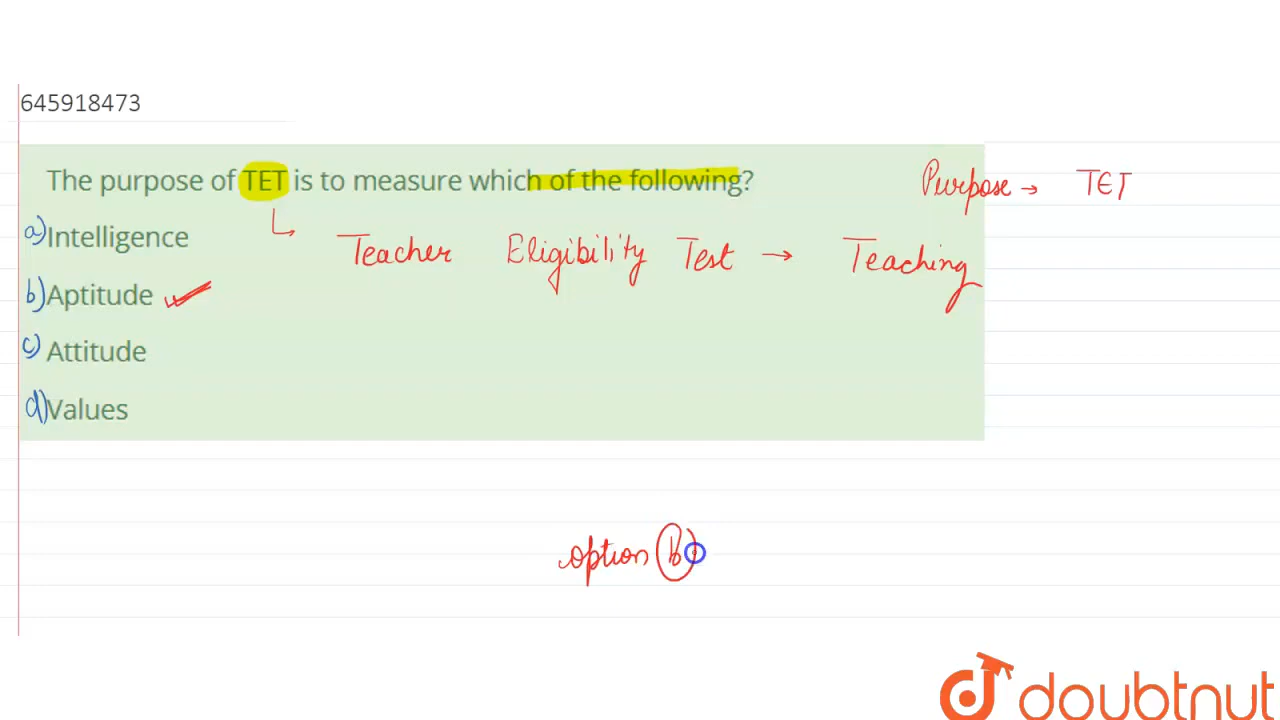 645918473
The purpose of TET is to measure which of the following?
Purpose → TET
a) Intelligence
Teacher Eligibility Test → Teaching
b) Aptitude
c) Attitude
d) Values
option (b)
doubtnut